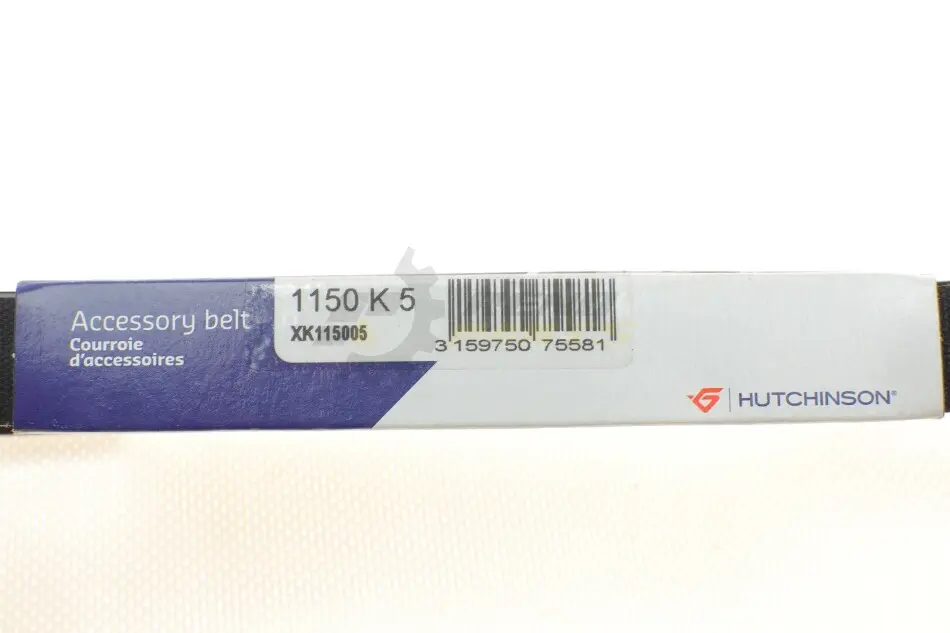 Accessory belt
Courroie
d'accessoires
1150 K 5
XK115005
3 159750 75581
HUTCHINSON®